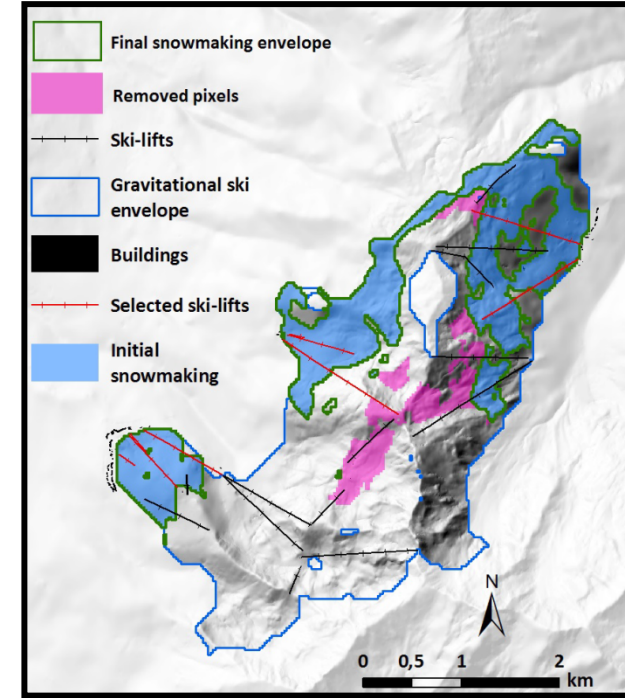 Final snowmaking envelope
Removed pixels
Ski-lifts
Gravitational ski
envelope
Buildings
Selected ski-lifts
Initial
snowmaking
N
0 0,5 1 2
km